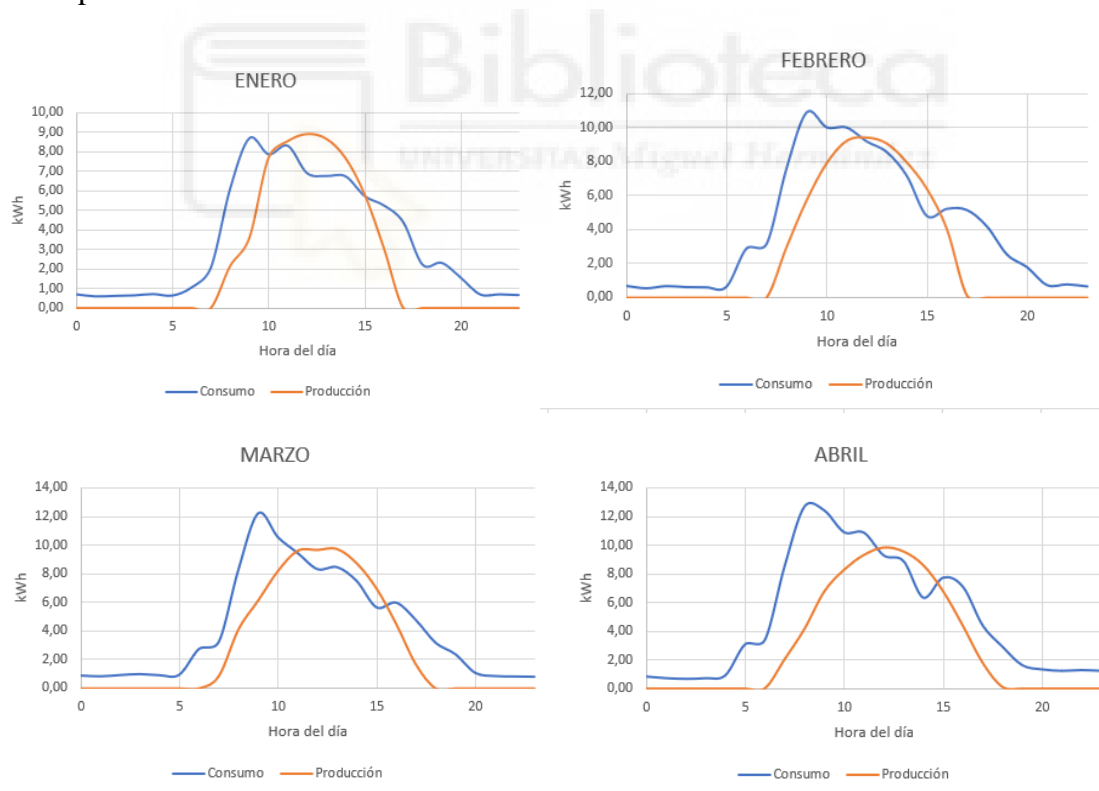 Biblioteca
UNIVERSITAS Miguel Hernández
ENERO
10,00
9,00
8,00
7,00
6,00
5,00
4,00
3,00
2,00
1,00
0,00
kWh
0 5 10 15 20
Hora del día
Consumo Producción
FEBRERO
12,00
10,00
8,00
6,00
4,00
2,00
0,00
kWh
0 5 10 15 20
Hora del día
Consumo Producción
MARZO
14,00
12,00
10,00
8,00
6,00
4,00
2,00
0,00
kWh
0 5 10 15 20
Hora del día
Consumo Producción
ABRIL
14,00
12,00
10,00
8,00
6,00
4,00
2,00
0,00
kWh
0 5 10 15 20
Hora del día
Consumo Producción